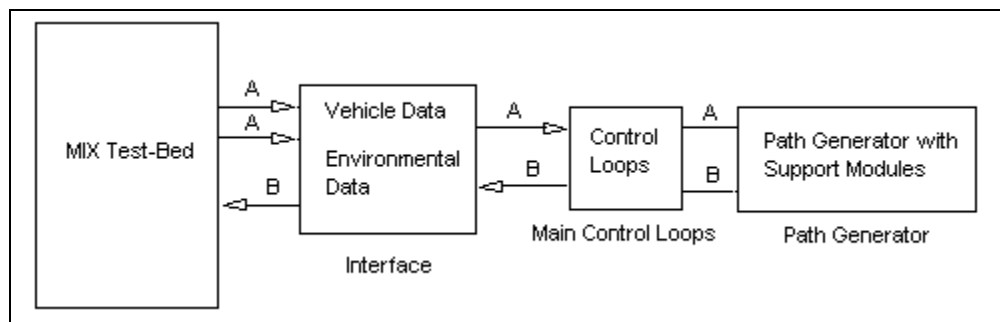 MIX Test-Bed
A
A
B
Vehicle Data
Environmental
Data
Interface
A
B
Control
Loops
Main Control Loops
A
B
Path Generator with
Support Modules
Path Generator